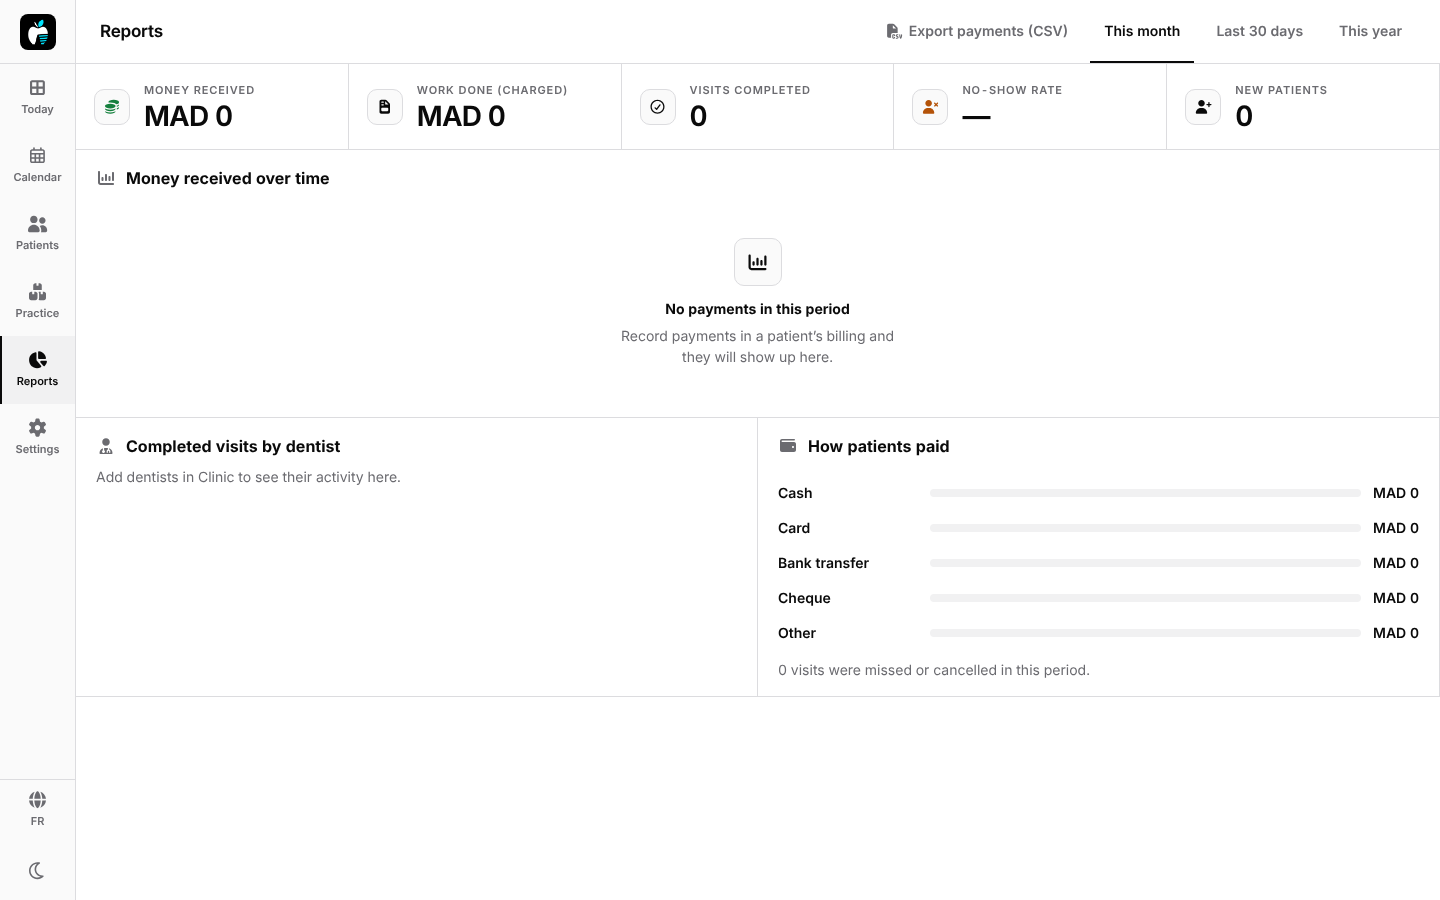 Reports
Export payments (CSV)
This month
Last 30 days
This year
Today
Calendar
Patients
Practice
Reports
Settings
FR
MONEY RECEIVED
MAD 0
WORK DONE (CHARGED)
MAD 0
VISITS COMPLETED
0
NO-SHOW RATE
—
NEW PATIENTS
0
Money received over time
No payments in this period
Record payments in a patient’s billing and
they will show up here.
Completed visits by dentist
Add dentists in Clinic to see their activity here.
How patients paid
Cash MAD 0
Card MAD 0
Bank transfer MAD 0
Cheque MAD 0
Other MAD 0
0 visits were missed or cancelled in this period.